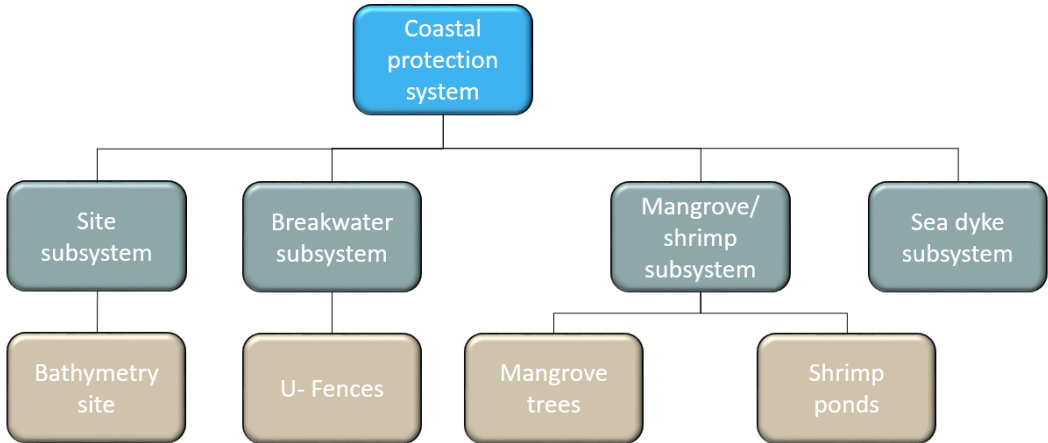 Coastal
protection
system
Site
subsystem
Breakwater
subsystem
Mangrove/
shrimp
subsystem
Sea dyke
subsystem
Bathymetry
site
U- Fences
Mangrove
trees
Shrimp
ponds